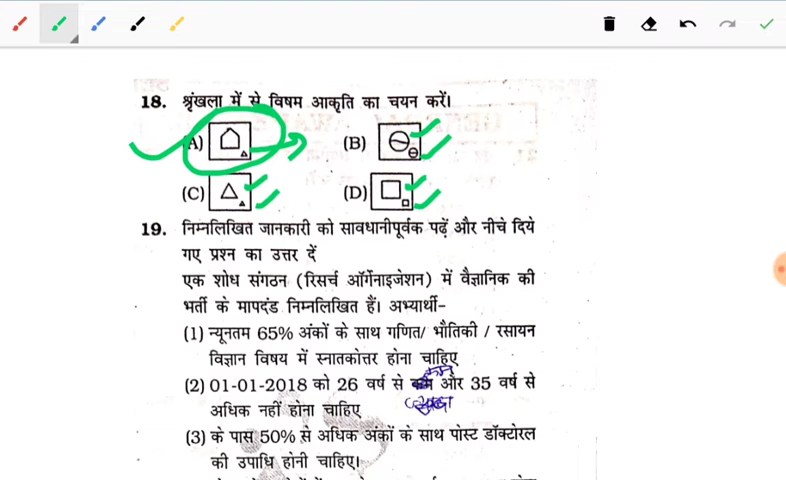 18. श्रृंखला में से विषम आकृति का चयन करें।
A) (B)
(C) (D)
19. निम्नलिखित जानकारी को सावधानीपूर्वक पढ़ें और नीचे दिये
गए प्रश्न का उत्तर दें
एक शोध संगठन (रिसर्च ऑर्गेनाइजेशन) में वैज्ञानिक की
भर्ती के मापदंड निम्नलिखित हैं। अभ्यार्थी-
(1) न्यूनतम 65% अंकों के साथ गणित/ भौतिकी / रसायन
विज्ञान विषय में स्नातकोत्तर होना चाहिए
(2) 01-01-2018 को 26 वर्ष से और 35 वर्ष से
अधिक नहीं होना चाहिए
(3) के पास 50% से अधिक अंकों के साथ पोस्ट डॉक्टोरल
की उपाधि होनी चाहिए।